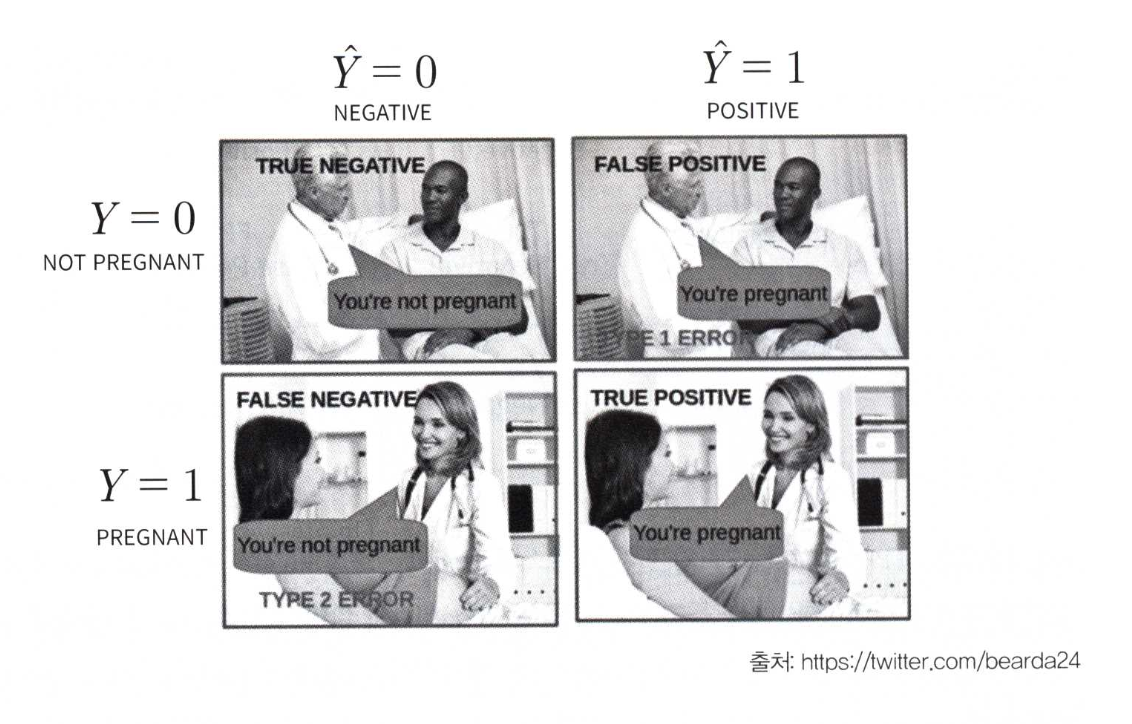 Ŷ = 0
NEGATIVE
Ŷ = 1
POSITIVE
Y = 0
NOT PREGNANT
TRUE NEGATIVE
You're not pregnant
FALSE POSITIVE
You're pregnant
TYPE 1 ERROR
Y = 1
PREGNANT
FALSE NEGATIVE
You're not pregnant
TYPE 2 ERROR
TRUE POSITIVE
You're pregnant
출처: https://twitter.com/bearda24